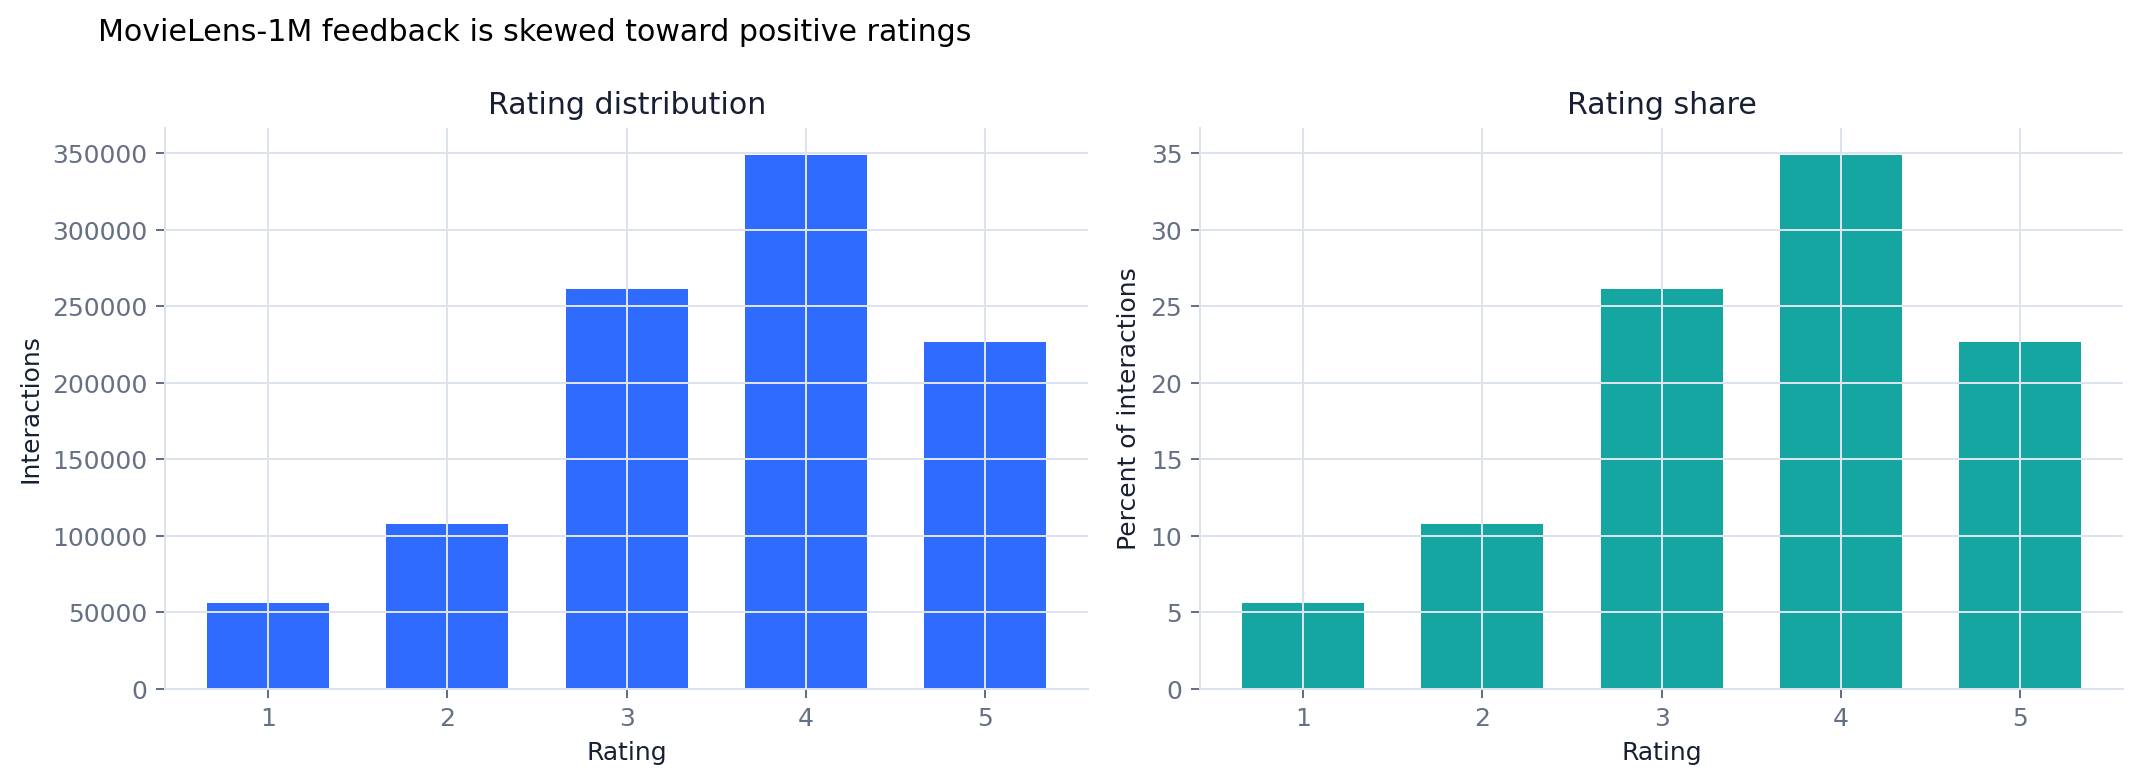 MovieLens-1M feedback is skewed toward positive ratings
Rating distribution
Interactions
350000
300000
250000
200000
150000
100000
50000
0
1 2 3 4 5
Rating
Rating share
Percent of interactions
35
30
25
20
15
10
5
0
1 2 3 4 5
Rating